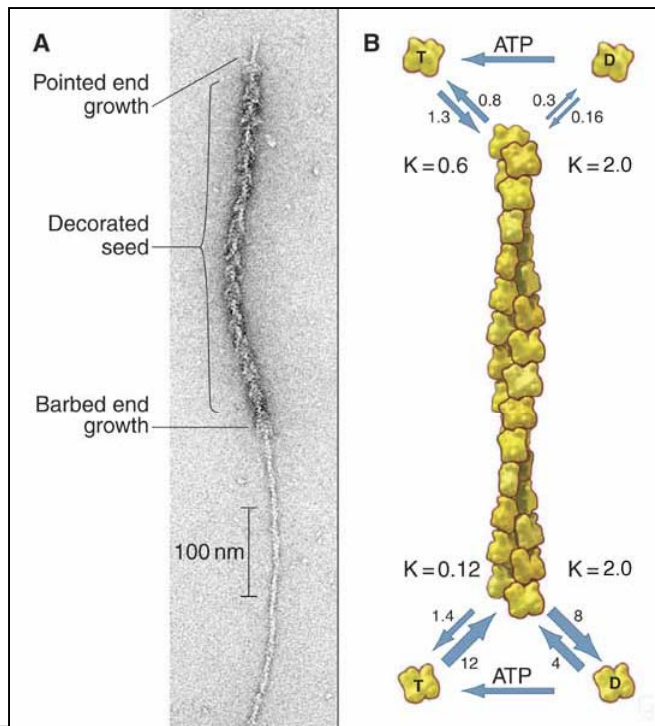 A
Pointed end
growth
Decorated
seed
Barbed end
growth
100 nm
B
T
ATP
D
1.3
0.8
0.3
0.16
K=0.6
K=2.0
K=0.12
K=2.0
1.4
12
8
4
T
ATP
D